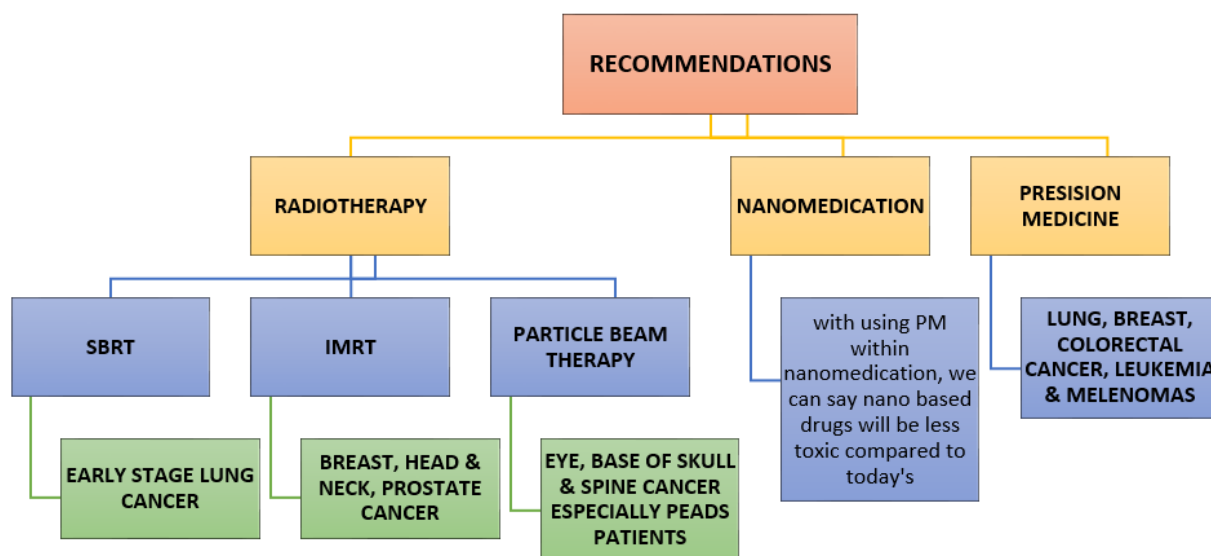 RECOMMENDATIONS
RADIOTHERAPY
NANOMEDICATION
PRESISION
MEDICINE
SBRT
IMRT
PARTICLE BEAM
THERAPY
with using PM
within
nanomedication, we
can say nano based
drugs will be less
toxic compared to
today's
LUNG, BREAST,
COLORECTAL
CANCER, LEUKEMIA
& MELENOMAS
EARLY STAGE LUNG
CANCER
BREAST, HEAD &
NECK, PROSTATE
CANCER
EYE, BASE OF SKULL
& SPINE CANCER
ESPECIALLY PEADS
PATIENTS